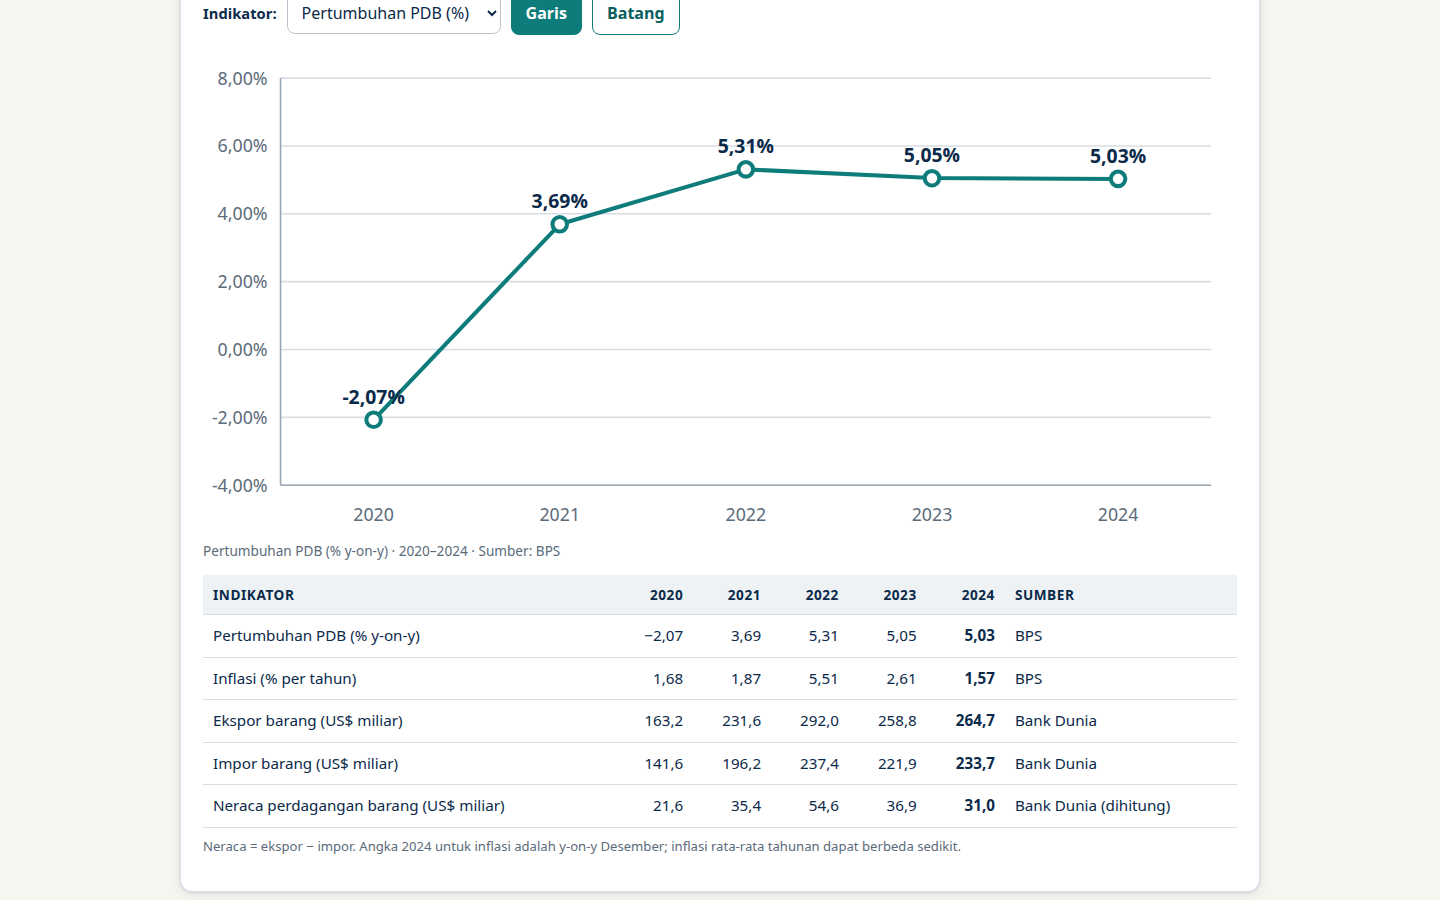 Indikator: Pertumbuhan PDB (%) Garis Batang
8,00%
6,00%
4,00%
2,00%
0,00%
-2,00%
-4,00%
-2,07%
3,69%
5,31%
5,05%
5,03%
2020 2021 2022 2023 2024
Pertumbuhan PDB (% y-on-y) · 2020–2024 · Sumber: BPS
INDIKATOR 2020 2021 2022 2023 2024 SUMBER
Pertumbuhan PDB (% y-on-y) −2,07 3,69 5,31 5,05 5,03 BPS
Inflasi (% per tahun) 1,68 1,87 5,51 2,61 1,57 BPS
Ekspor barang (US$ miliar) 163,2 231,6 292,0 258,8 264,7 Bank Dunia
Impor barang (US$ miliar) 141,6 196,2 237,4 221,9 233,7 Bank Dunia
Neraca perdagangan barang (US$ miliar) 21,6 35,4 54,6 36,9 31,0 Bank Dunia (dihitung)
Neraca = ekspor − impor. Angka 2024 untuk inflasi adalah y-on-y Desember; inflasi rata-rata tahunan dapat berbeda sedikit.